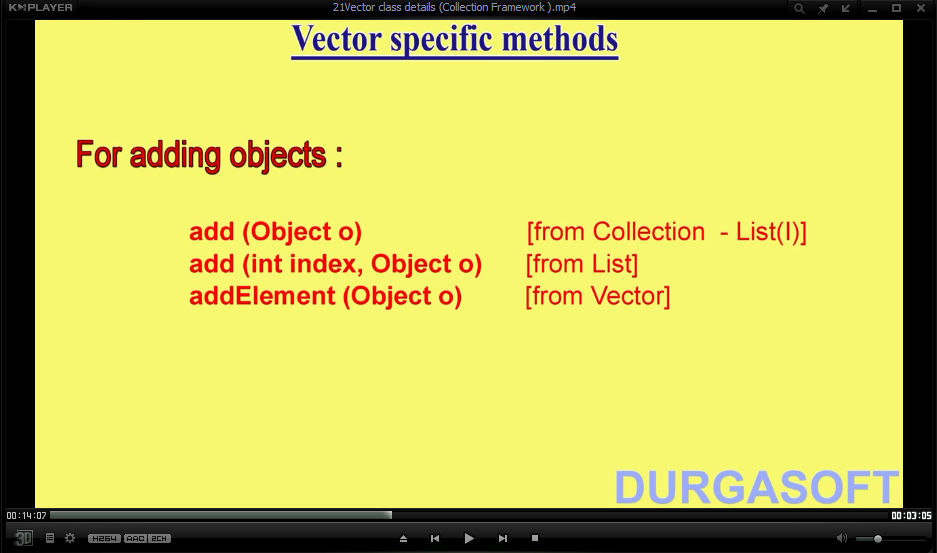 KMPLAYER
21Vector class details (Collection Framework ).mp4
Vector specific methods
For adding objects :
add (Object o) [from Collection - List(I)]
add (int index, Object o) [from List]
addElement (Object o) [from Vector]
DURGASOFT
00:14:07
00:03:05
3D
H264 AAC 2CH